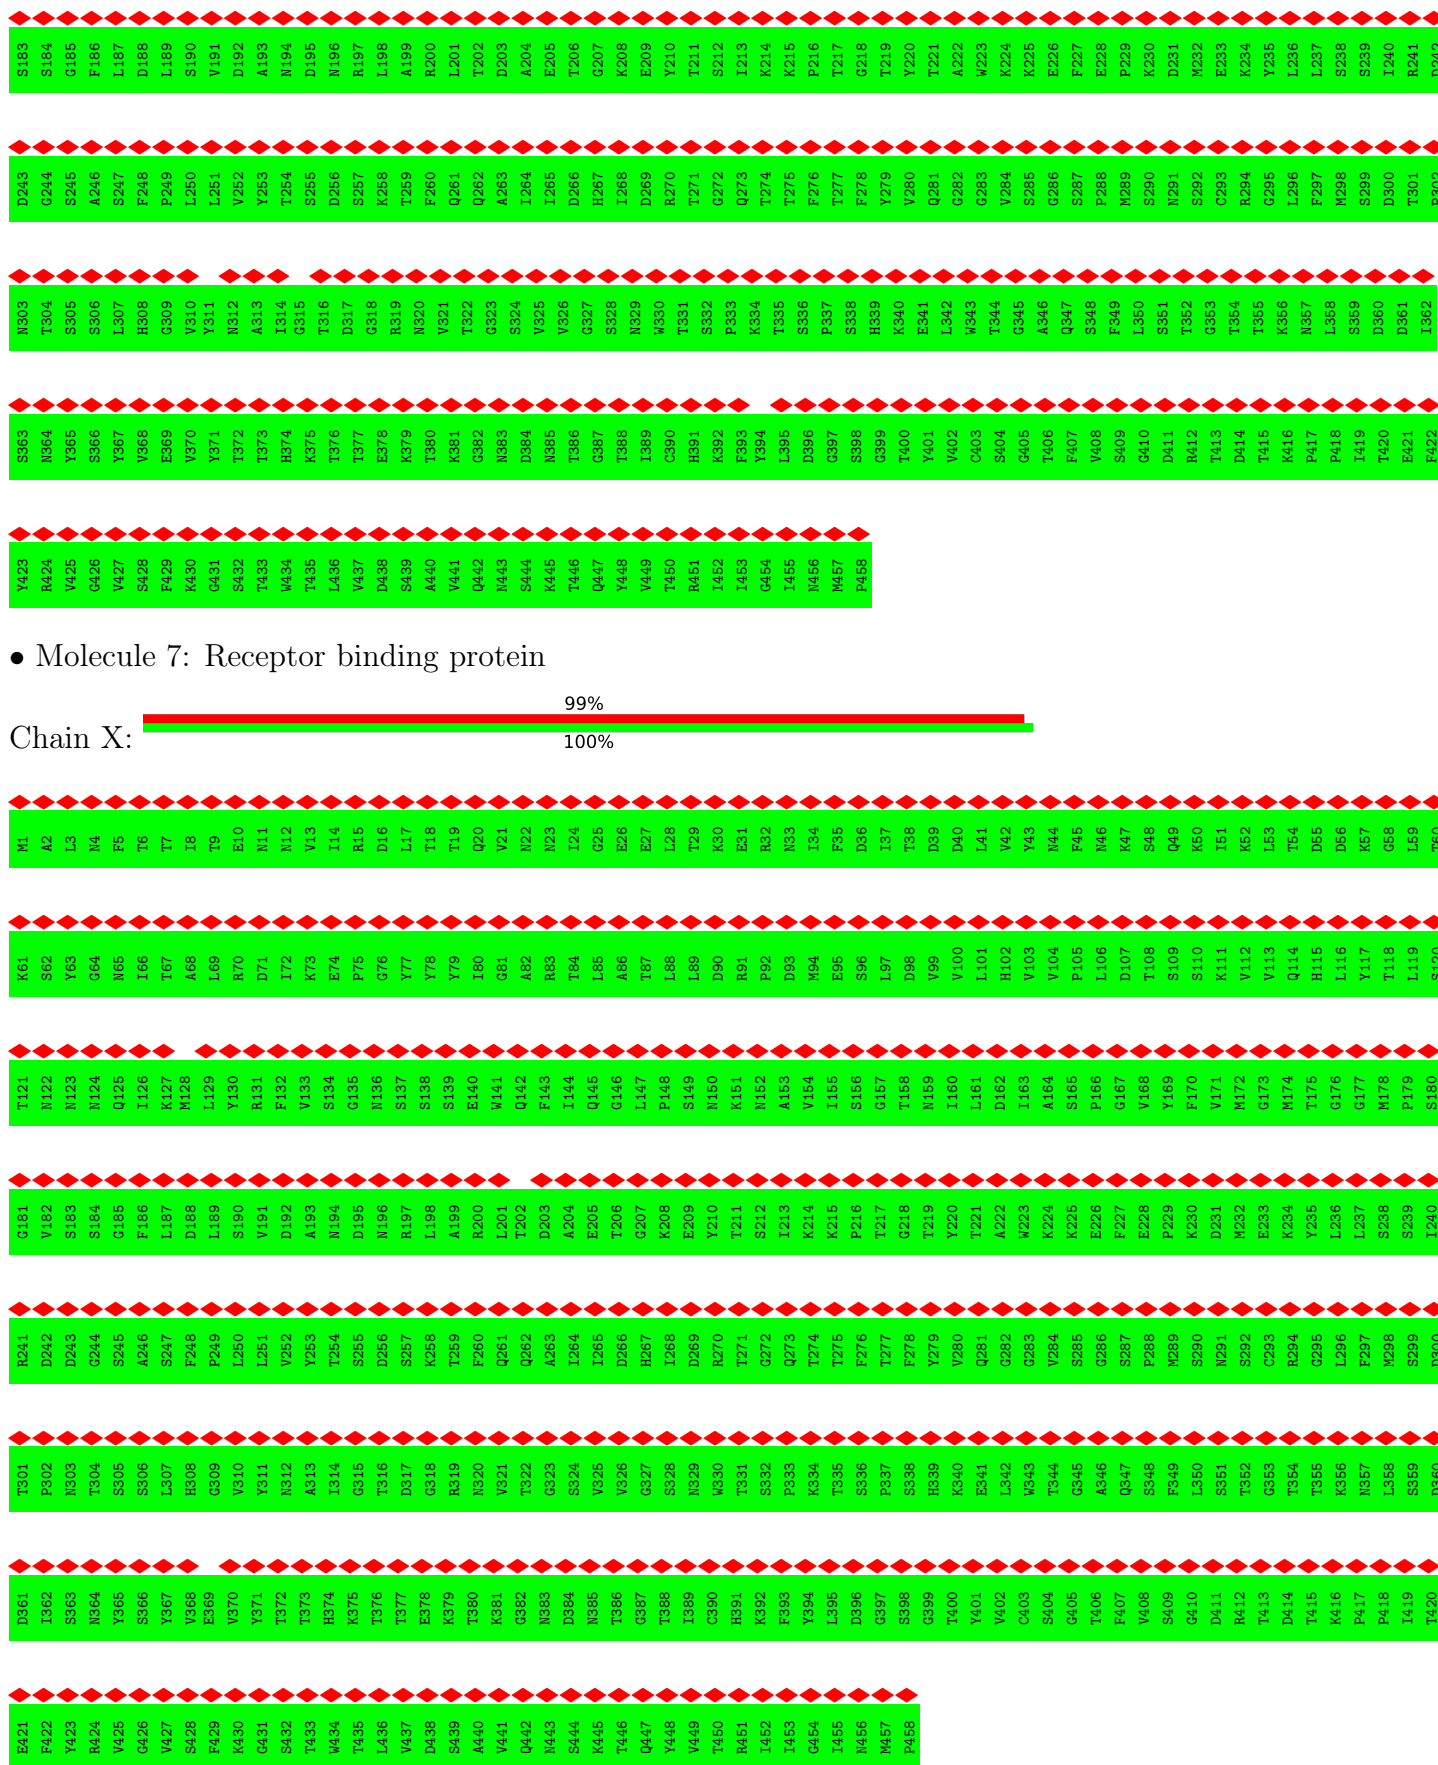 S183 S184 G185 F186 L187 D188 L189 S190 V191 D192 A193 N194 D195 N196 R197 L198 A199 R200 L201 T202 D203 A204 E205 T206 G207 K208 E209 Y210 T211 S212 I213 K214 K215 P216 T217 G218 T219 Y220 T221 A222 W223 K224 K225 E226 F227 E228 P229 K230 D231 M232 E233 K234 Y235 L236 L237 S238 S239 I240 R241 D242
D243 G244 S245 A246 S247 F248 P249 L250 L251 V252 Y253 T254 S255 D256 S257 K258 T259 F260 Q261 Q262 A263 I264 I265 D266 H267 I268 D269 R270 T271 G272 Q273 T274 T275 F276 T277 F278 Y279 V280 Q281 G282 G283 V284 S285 G286 S287 P288 M289 S290 N291 S292 C293 R294 G295 L296 F297 M298 S299 D300 T301 P302
N303 T304 S305 S306 L307 H308 G309 V310 Y311 N312 A313 I314 G315 T316 D317 G318 R319 N320 V321 T322 G323 S324 V325 V326 G327 S328 N329 W330 T331 S332 P333 K334 T335 S336 P337 S338 H339 K340 E341 L342 W343 T344 G345 A346 Q347 S348 F349 L350 S351 T352 G353 T354 T355 K356 N357 L358 S359 D360 D361 I362
S363 N364 Y365 S366 Y367 V368 E369 V370 Y371 T372 T373 H374 K375 T376 T377 E378 K379 T380 K381 G382 N383 D384 N385 T386 G387 T388 I389 C390 H391 K392 F393 Y394 L395 D396 G397 S398 G399 T400 Y401 V402 C403 S404 G405 T406 F407 V408 S409 G410 D411 R412 T413 D414 T415 K416 P417 P418 I419 T420 E421 F422
Y423 R424 V425 G426 V427 S428 F429 K430 G431 S432 T433 W434 T435 L436 V437 D438 S439 A440 V441 Q442 N443 S444 K445 T446 Q447 Y448 V449 T450 R451 I452 I453 G454 I455 N456 M457 P458
• Molecule 7: Receptor binding protein
99%
Chain X:
100%
M1 A2 L3 N4 F5 T6 T7 I8 T9 E10 N11 N12 V13 I14 R15 D16 L17 T18 T19 Q20 V21 N22 N23 I24 G25 E26 E27 L28 T29 K30 E31 R32 N33 I34 F35 D36 I37 T38 D39 D40 L41 V42 Y43 N44 F45 N46 K47 S48 Q49 K50 I51 K52 L53 T54 D55 D56 K57 G58 L59 T60
K61 S62 Y63 G64 N65 I66 T67 A68 L69 R70 D71 I72 K73 E74 P75 G76 Y77 Y78 Y79 I80 G81 A82 R83 T84 L85 A86 T87 L88 L89 D90 R91 P92 D93 M94 E95 S96 L97 D98 V99 V100 L101 H102 V103 V104 P105 L106 D107 T108 S109 S110 K111 V112 V113 Q114 H115 L116 Y117 T118 L119 S120
T121 N122 N123 N124 Q125 I126 K127 M128 L129 Y130 R131 F132 V133 S134 G135 N136 S137 S138 S139 E140 W141 Q142 F143 I144 Q145 G146 L147 P148 S149 N150 K151 N152 A153 V154 I155 S156 G157 T158 N159 I160 L161 D162 I163 A164 S165 P166 G167 V168 Y169 F170 V171 M172 G173 M174 T175 G176 G177 M178 P179 S180
G181 V182 S183 S184 G185 F186 L187 D188 L189 S190 V191 D192 A193 N194 D195 N196 R197 L198 A199 R200 L201 T202 D203 A204 E205 T206 G207 K208 E209 Y210 T211 S212 I213 K214 K215 P216 T217 G218 T219 Y220 T221 A222 W223 K224 K225 E226 F227 E228 P229 K230 D231 M232 E233 K234 Y235 L236 L237 S238 S239 I240
R241 D242 D243 G244 S245 A246 S247 F248 P249 L250 L251 V252 Y253 T254 S255 D256 S257 K258 T259 F260 Q261 Q262 A263 I264 I265 D266 H267 I268 D269 R270 T271 G272 Q273 T274 T275 F276 T277 F278 Y279 V280 Q281 G282 G283 V284 S285 G286 S287 P288 M289 S290 N291 S292 C293 R294 G295 L296 F297 M298 S299 D300
T301 P302 N303 T304 S305 S306 L307 H308 G309 V310 Y311 N312 A313 I314 G315 T316 D317 G318 R319 N320 V321 T322 G323 S324 V325 V326 G327 S328 N329 W330 T331 S332 P333 K334 T335 S336 P337 S338 H339 K340 E341 L342 W343 T344 G345 A346 Q347 S348 F349 L350 S351 T352 G353 T354 T355 K356 N357 L358 S359 D360
D361 I362 S363 N364 Y365 S366 Y367 V368 E369 V370 Y371 T372 T373 H374 K375 T376 T377 E378 K379 T380 K381 G382 N383 D384 N385 T386 G387 T388 I389 C390 H391 K392 F393 Y394 L395 D396 G397 S398 G399 T400 Y401 V402 C403 S404 G405 T406 F407 V408 S409 G410 D411 R412 T413 D414 T415 K416 P417 P418 I419 T420
E421 F422 Y423 R424 V425 G426 V427 S428 F429 K430 G431 S432 T433 W434 T435 L436 V437 D438 S439 A440 V441 Q442 N443 S444 K445 T446 Q447 Y448 V449 T450 R451 I452 I453 G454 I455 N456 M457 P458